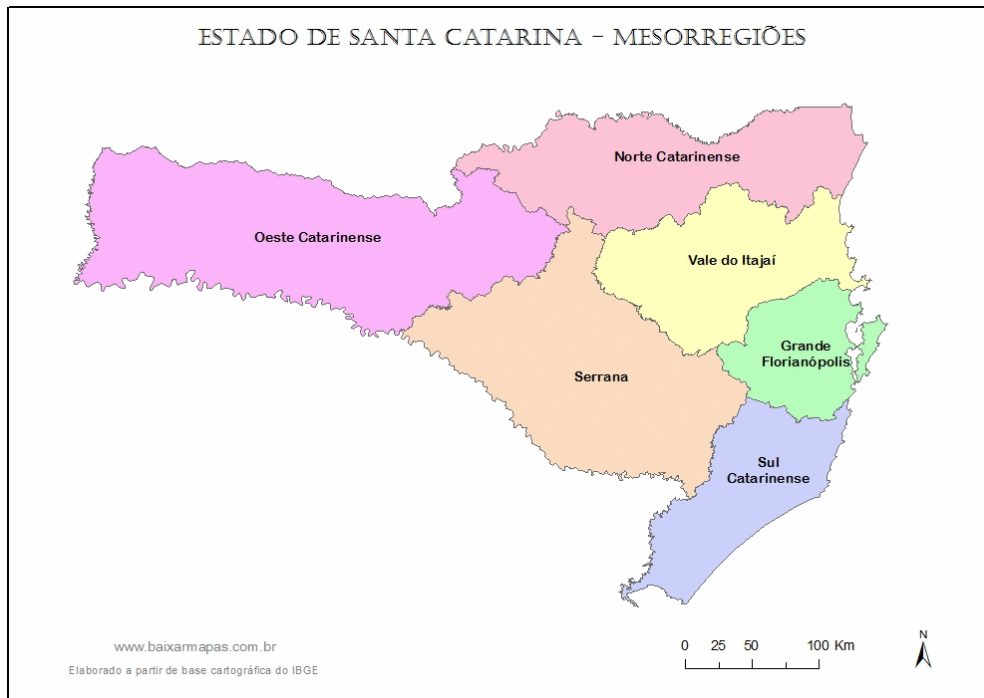 ESTADO DE SANTA CATARINA - MESORREGIÕES
Norte Catarinense
Oeste Catarinense
Vale do Itajaí
Grande
Florianópolis
Serrana
Sul
Catarinense
www.baixarmapas.com.br
Elaborado a partir de base cartográfica do IBGE
0 25 50 100 Km
N